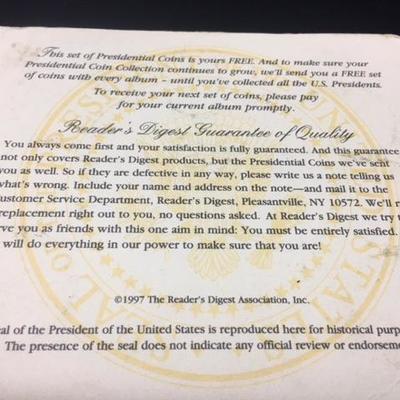 This set of Presidential Coins is yours FREE. And to make sure your
Presidential Coin Collection continues to grow, we'll send you a FREE set
of coins with every album – until you've collected all the U.S. Presidents.
To receive your next set of coins, please pay
for your current album promptly.
Reader's Digest Guarantee of Quality
You always come first and your satisfaction is fully guaranteed. And this guarantee
not only covers Reader's Digest products, but the Presidential Coins we've sent
you as well. So if they are defective in any way, please write us a note telling us
what's wrong. Include your name and address on the note—and mail it to the
Customer Service Department, Reader's Digest, Pleasantville, NY 10572. We'll
replacement right out to you, no questions asked. At Reader's Digest we try
you as friends with this one aim in mind: You must be entirely satisfied.
will do everything in our power to make sure that you are!
©1997 The Reader's Digest Association, Inc.
of the President of the United States is reproduced here for historical
The presence of the seal does not indicate any official review or
SEAL OF
STATES